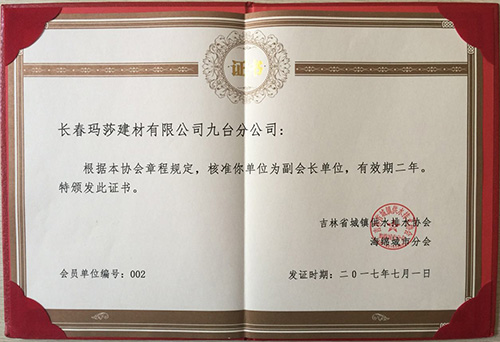 证书
长春玛莎建材有限公司九台分公司:
根据本协会章程规定,核准你单位为副会长单位,有效期二年。
特颁发此证书。
吉林省城镇供水排水协会
海绵城市分会
会员单位编号:002
发证时期:二〇一七年七月一日